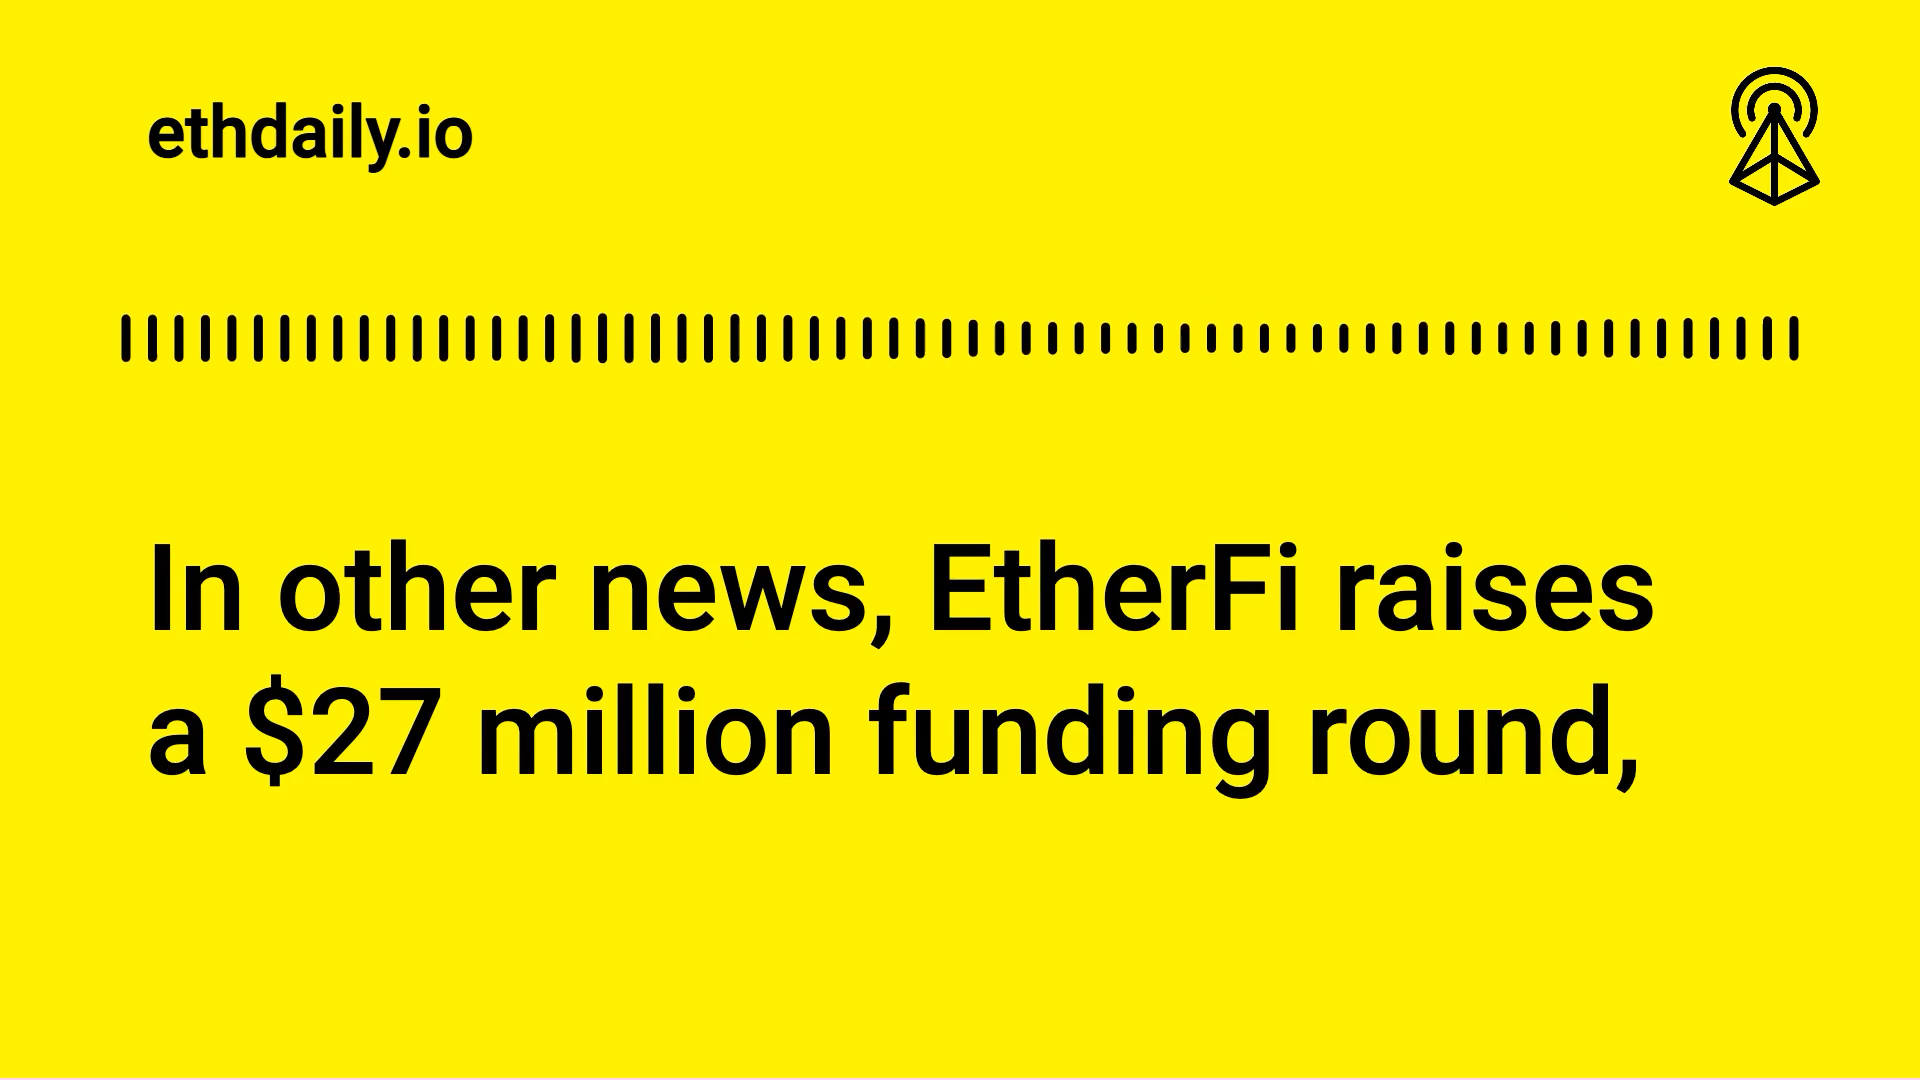 ethdaily.io
In other news, EtherFi raises
a $27 million funding round,